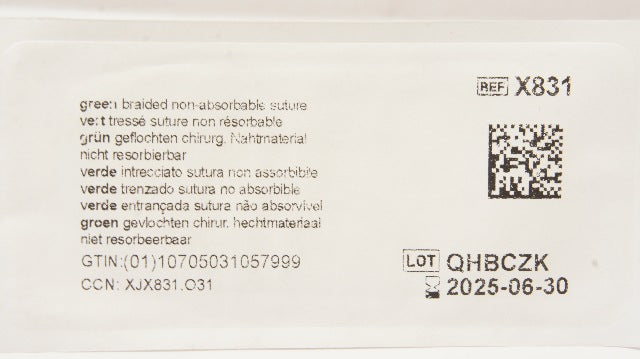 green braided non-absorbable suture
vert tressé suture non résorbable
grün geflochten chirurg. Nahtmaterial
nicht resorbierbar
verde intrecciato sutura non assorbibile
verde trenzado sutura no absorbible
verde entrançada sutura não absorvível
groen gevlochten chirur. hechtmateriaal
niet resorbeerbaar
GTIN:(01)10705031057999
CCN: XJX831.O31
REF X831
LOT QHBCZK
2025-06-30